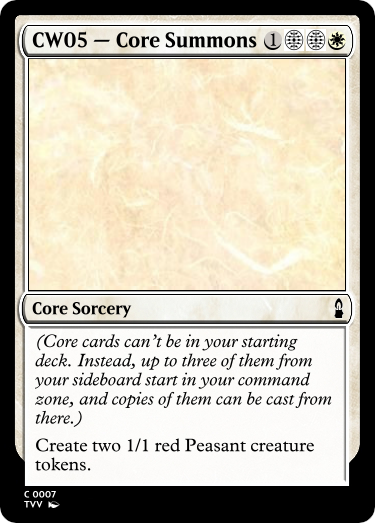 CW05 — Core Summons 1
Core Sorcery
(Core cards can't be in your starting
deck. Instead, up to three of them from
your sideboard start in your command
zone, and copies of them can be cast from
there.)
Create two 1/1 red Peasant creature
tokens.
C 0007
TVV